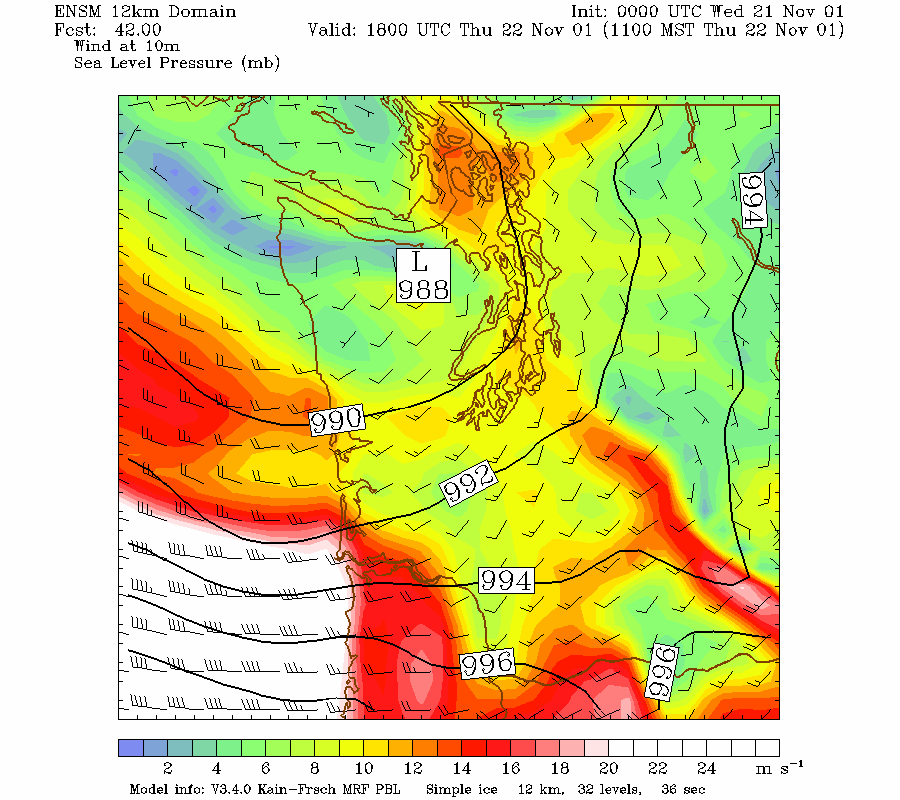 ENSM 12km Domain Init: 0000 UTC Wed 21 Nov 01
Fcst: 42.00 Valid: 1800 UTC Thu 22 Nov 01 (1100 MST Thu 22 Nov 01)
Wind at 10m
Sea Level Pressure (mb)
994
L
988
990
992
994
996
996
2 4 6 8 10 12 14 16 18 20 22 24 m s⁻¹
Model info: V3.4.0 Kain-Frsch MRF PBL Simple ice 12 km, 32 levels, 36 sec